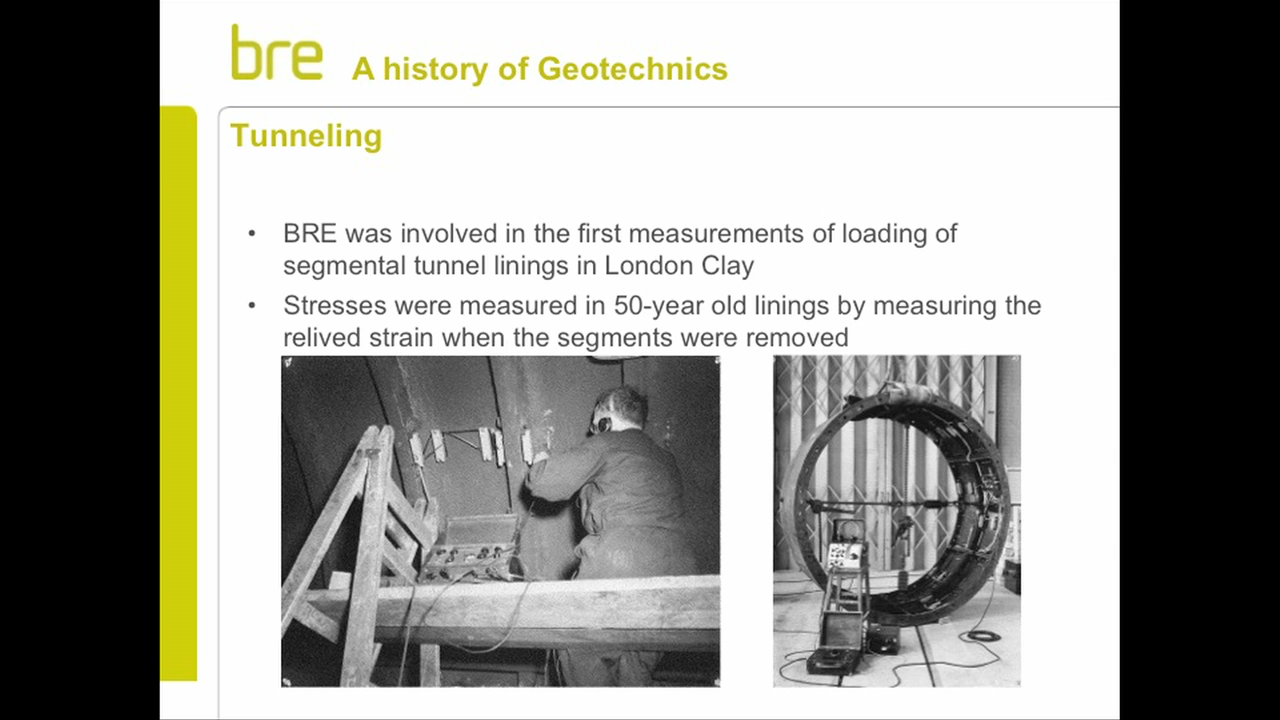 bre A history of Geotechnics
Tunneling
• BRE was involved in the first measurements of loading of
segmental tunnel linings in London Clay
• Stresses were measured in 50-year old linings by measuring the
relived strain when the segments were removed